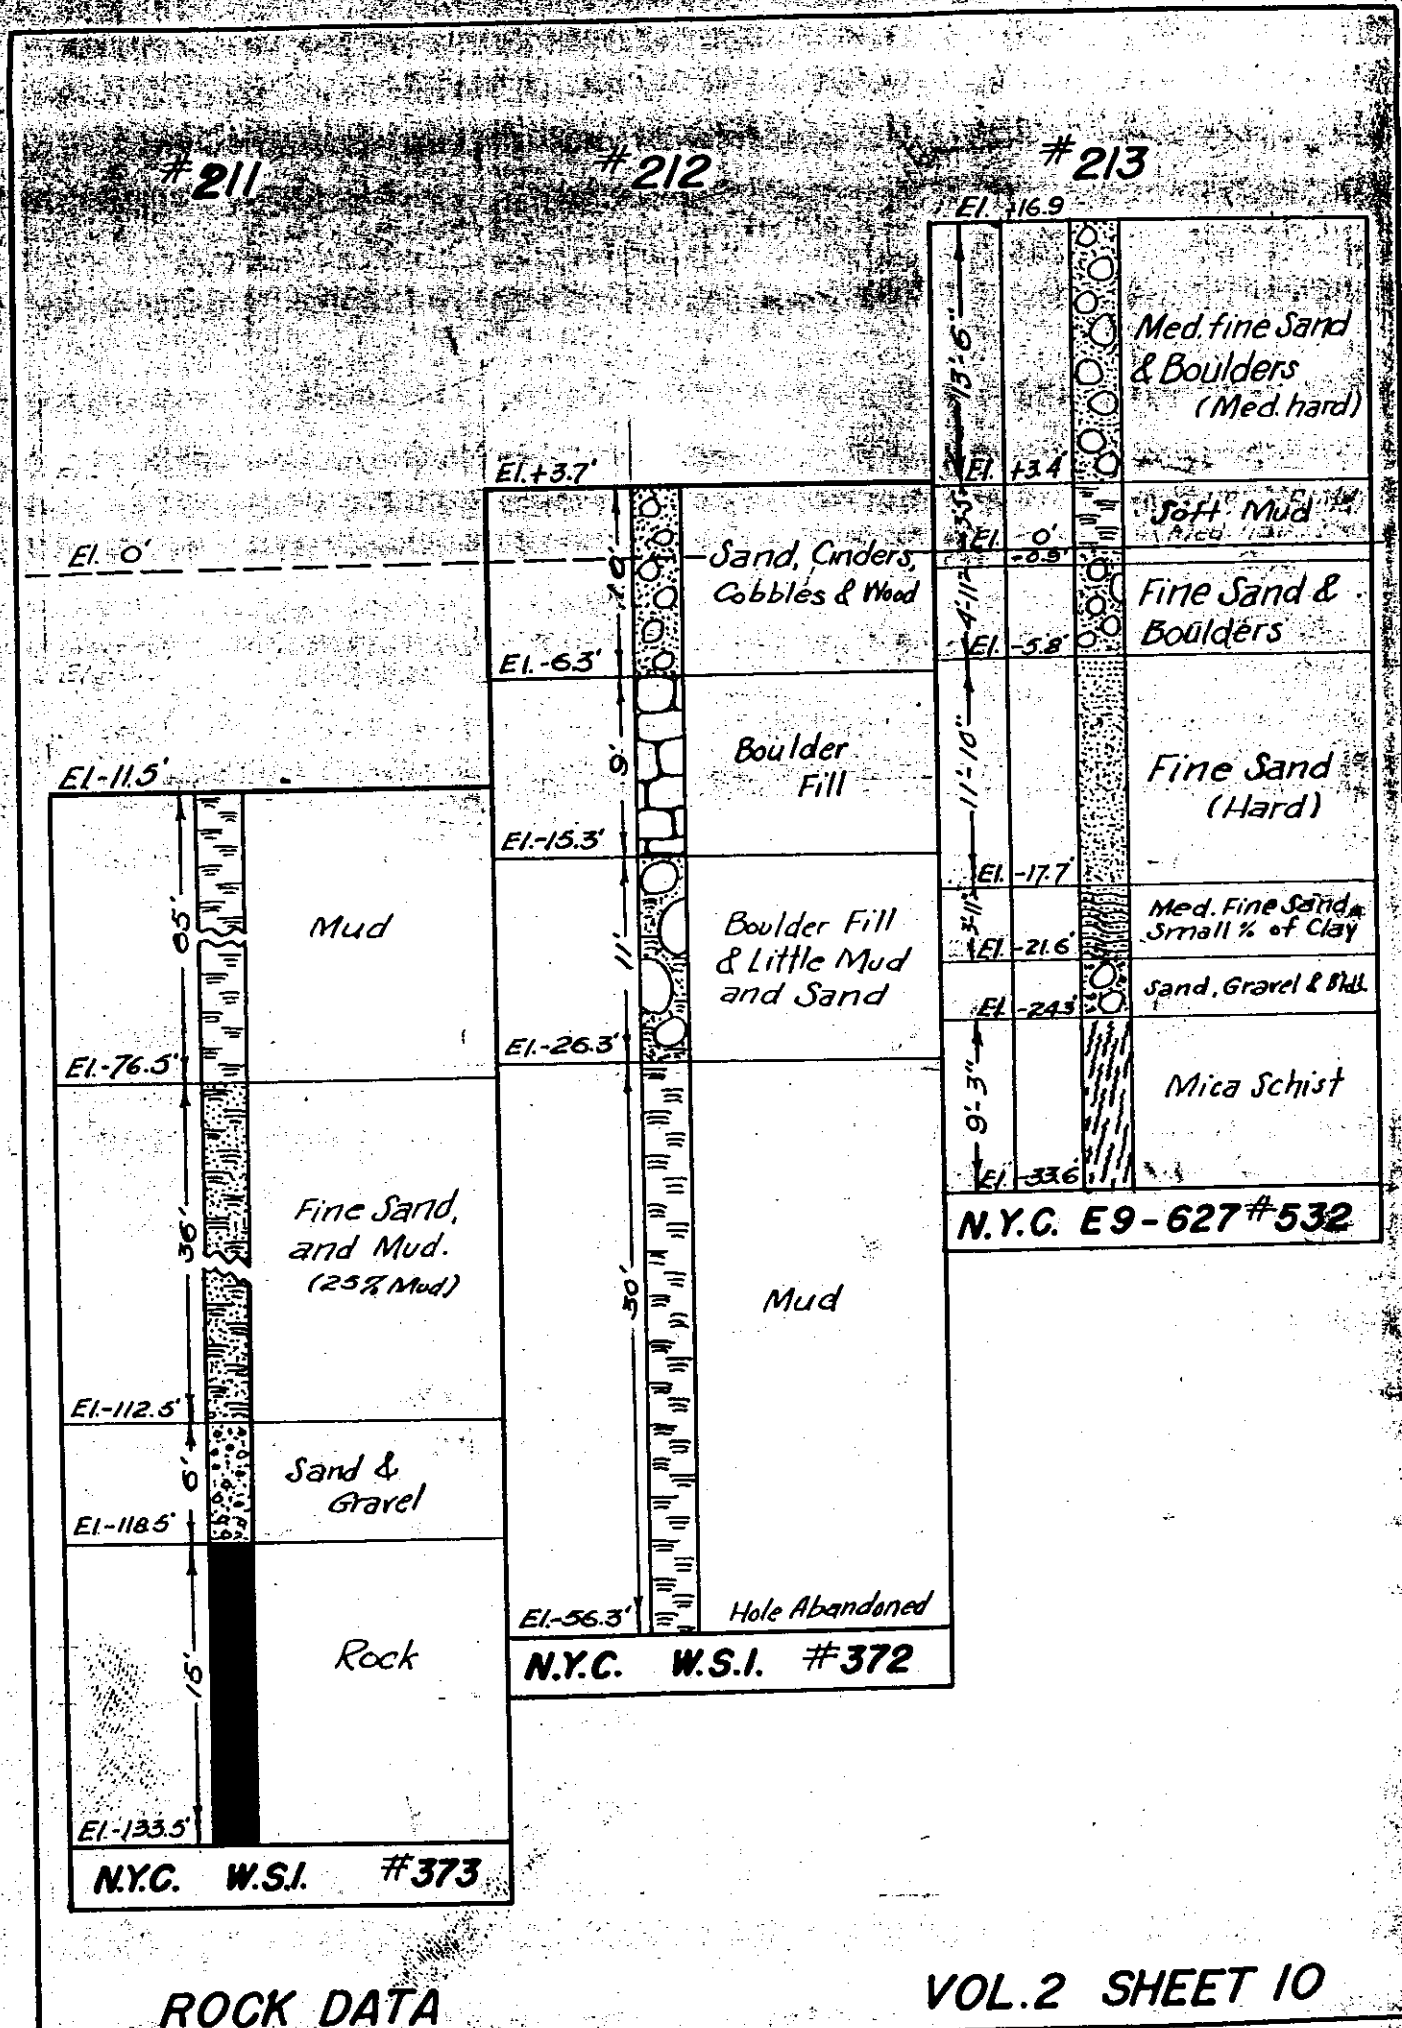 #211
El. 0'
El-11.5'
65'
Mud
El.-76.5'
36'
Fine Sand,
and Mud.
(25% Mud)
El.-112.5'
6'
Sand &
Gravel
El.-118.5'
15'
Rock
El.-133.5'
N.Y.C. W.S.I. #373
#212
El.+3.7'
10'
Sand, Cinders,
Cobbles & Wood
El.-6.3'
9'
Boulder
Fill
El.-15.3'
11'
Boulder Fill
& Little Mud
and Sand
El.-26.3'
30'
Mud
El.-56.3'
Hole Abandoned
N.Y.C. W.S.I. #372
#213
El. +16.9
13'-6"
Med. fine Sand
& Boulders
(Med. hard)
El. +3.4'
Soft Mud
El. 0'
-0.9'
4'-11"
Fine Sand &
Boulders
El. -5.8'
11'-10"
Fine Sand
(Hard)
El. -17.7'
3'-11"
Med. Fine Sand,
Small % of Clay
El. -21.6'
Sand, Gravel & Bldr.
El. -24.3'
9'-3"
Mica Schist
El. -33.6'
N.Y.C. E9-627 #532
ROCK DATA
VOL.2 SHEET 10